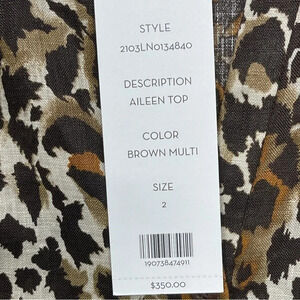 STYLE
2103LN0134840
DESCRIPTION
AILEEN TOP
COLOR
BROWN MULTI
SIZE
2
190738474911
$350.00